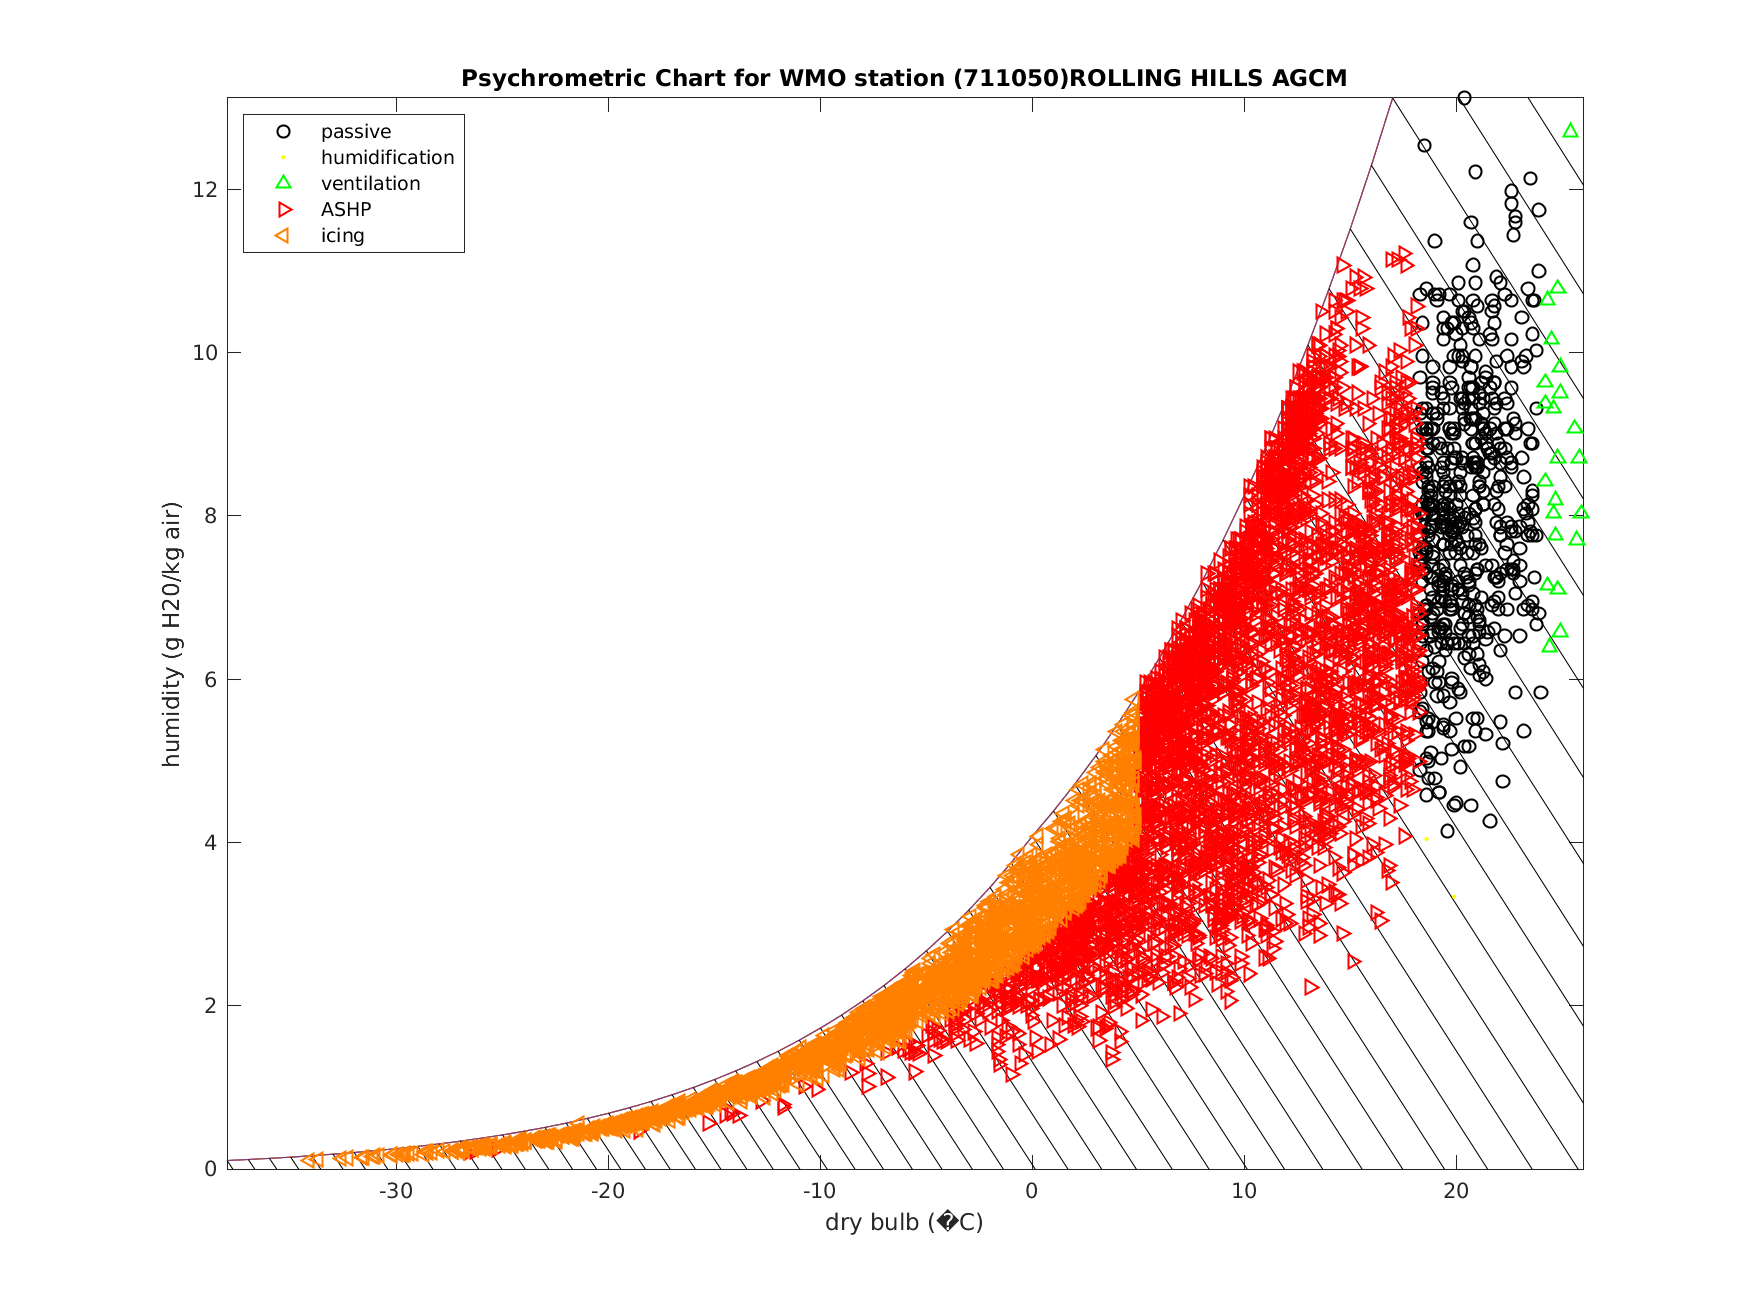 Psychrometric Chart for WMO station (711050)ROLLING HILLS AGCM
passive
humidification
ventilation
ASHP
icing
humidity (g H20/kg air)
12
10
8
6
4
2
0
-30 -20 -10 0 10 20
dry bulb (�C)